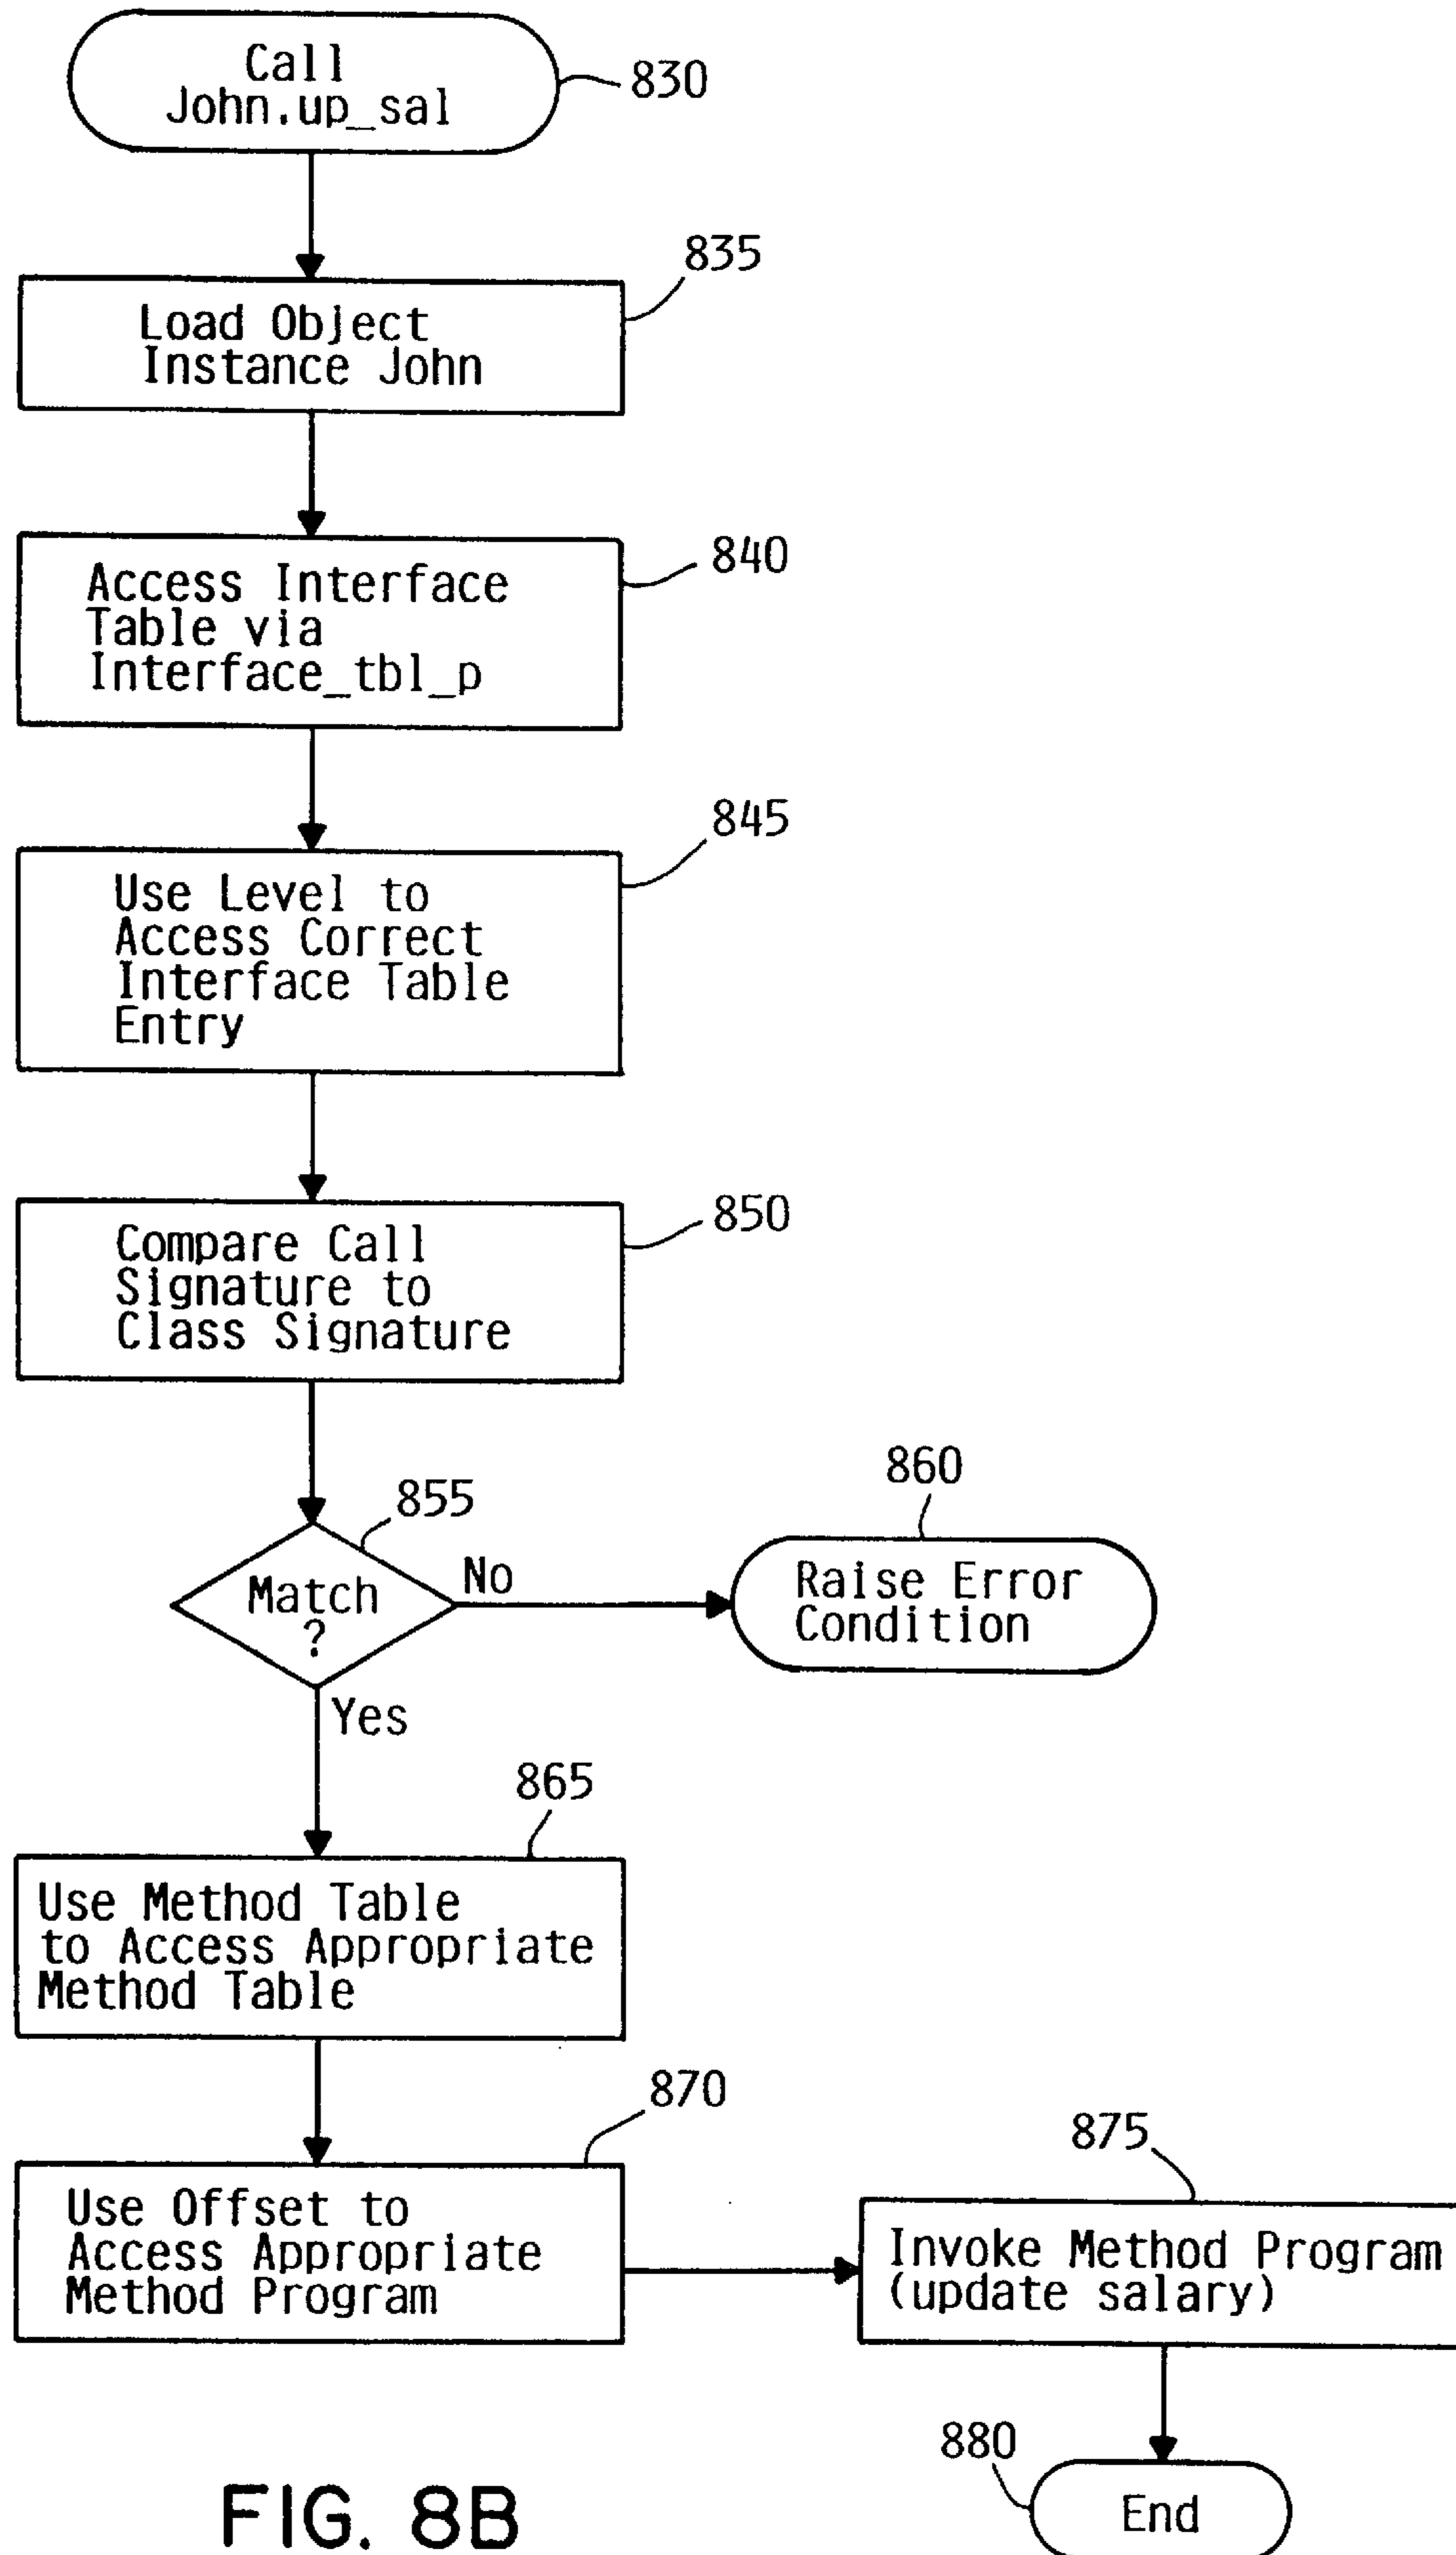 Call
John.up_sal
830
835
Load Object
Instance John
840
Access Interface
Table via
Interface_tbl_p
845
Use Level to
Access Correct
Interface Table
Entry
850
Compare Call
Signature to
Class Signature
855
Match
?
No
860
Raise Error
Condition
Yes
865
Use Method Table
to Access Appropriate
Method Table
870
Use Offset to
Access Appropriate
Method Program
875
Invoke Method Program
(update salary)
880
End
FIG. 8B